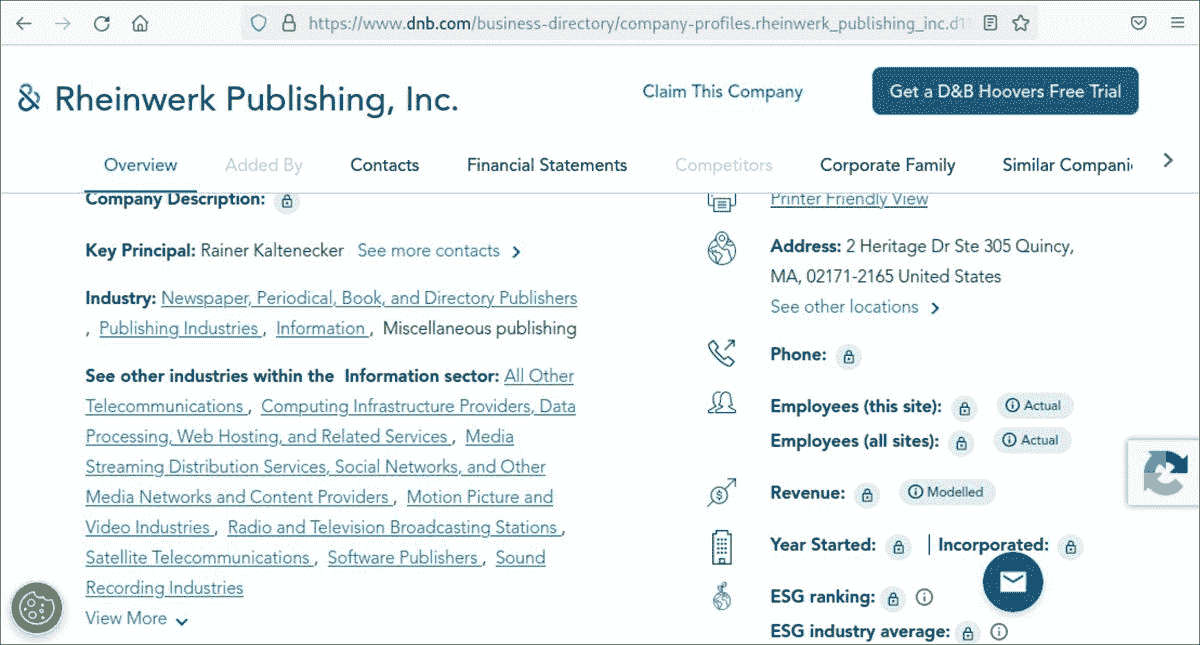 https://www.dnb.com/business-directory/company-profiles.rheinwerk_publishing_inc.d1
& Rheinwerk Publishing, Inc.
Claim This Company
Get a D&B Hoovers Free Trial
Overview
Added By
Contacts
Financial Statements
Competitors
Corporate Family
Similar Compani
Company Description:
Key Principal: Rainer Kaltenecker See more contacts
Industry: Newspaper, Periodical, Book, and Directory Publishers
, Publishing Industries , Information , Miscellaneous publishing
See other industries within the Information sector: All Other
Telecommunications , Computing Infrastructure Providers, Data
Processing, Web Hosting, and Related Services , Media
Streaming Distribution Services, Social Networks, and Other
Media Networks and Content Providers , Motion Picture and
Video Industries , Radio and Television Broadcasting Stations ,
Satellite Telecommunications , Software Publishers , Sound
Recording Industries
View More
Printer Friendly View
Address: 2 Heritage Dr Ste 305 Quincy,
MA, 02171-2165 United States
See other locations
Phone:
Employees (this site): Actual
Employees (all sites): Actual
Revenue: Modelled
Year Started: | Incorporated:
ESG ranking:
ESG industry average: